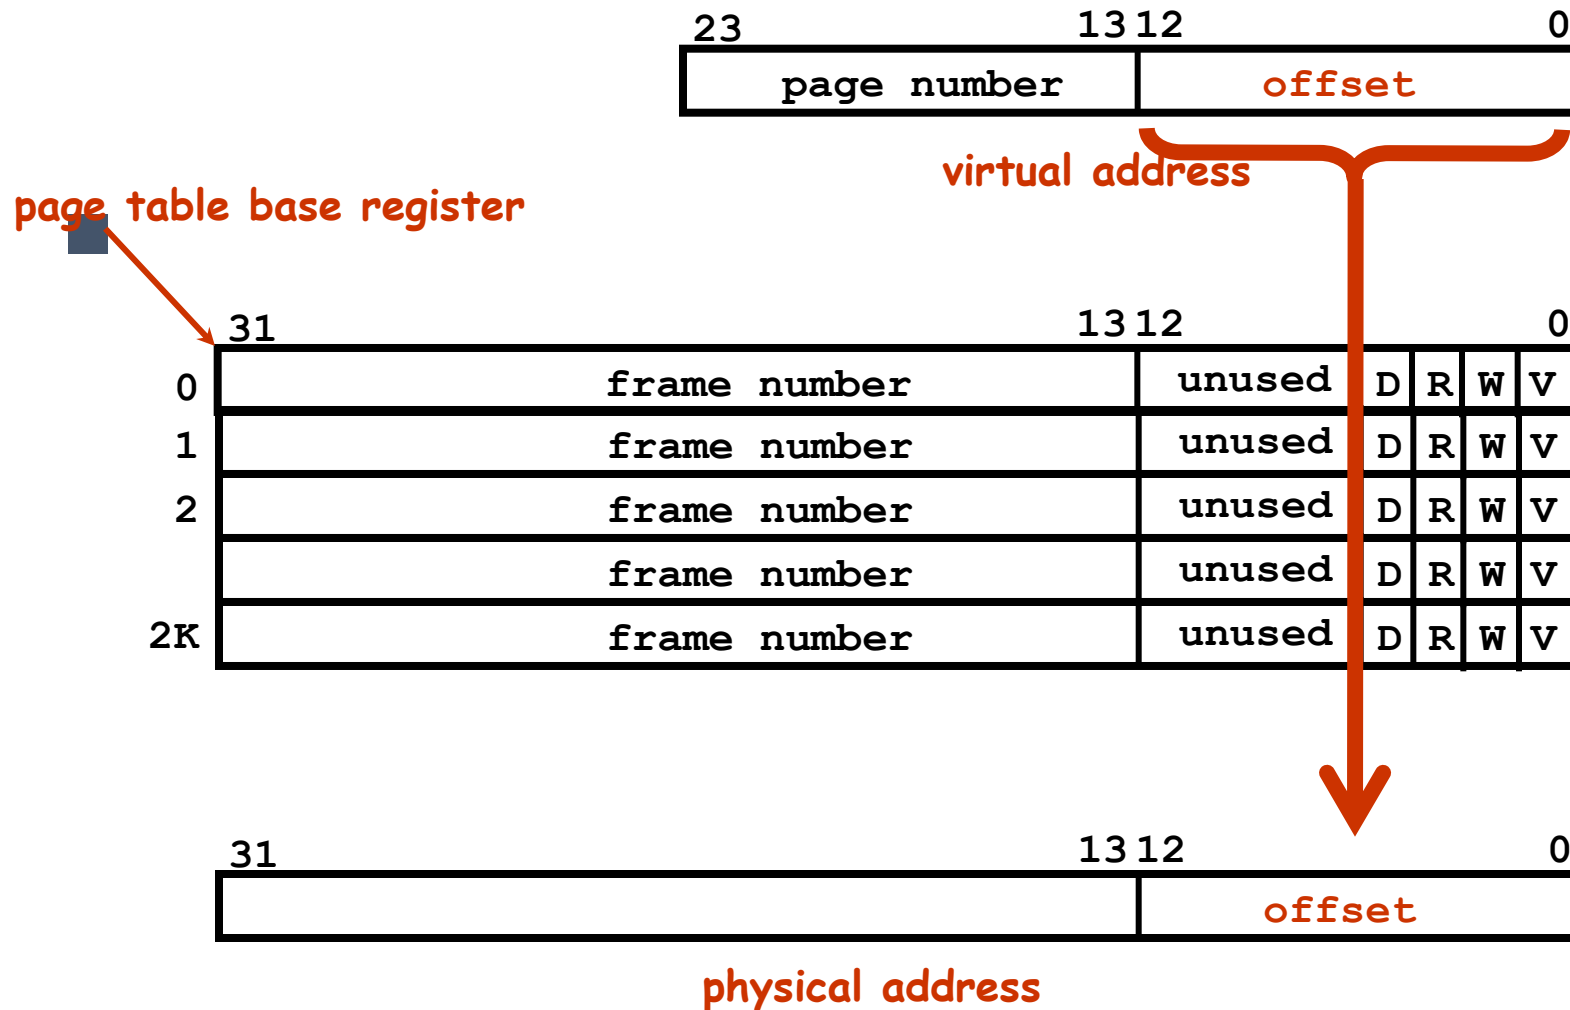 23 13 12 0
page number offset
virtual address
page table base register
31 13 12 0
0 frame number unused D R W V
1 frame number unused D R W V
2 frame number unused D R W V
frame number unused D R W V
2K frame number unused D R W V
31 13 12 0
offset
physical address